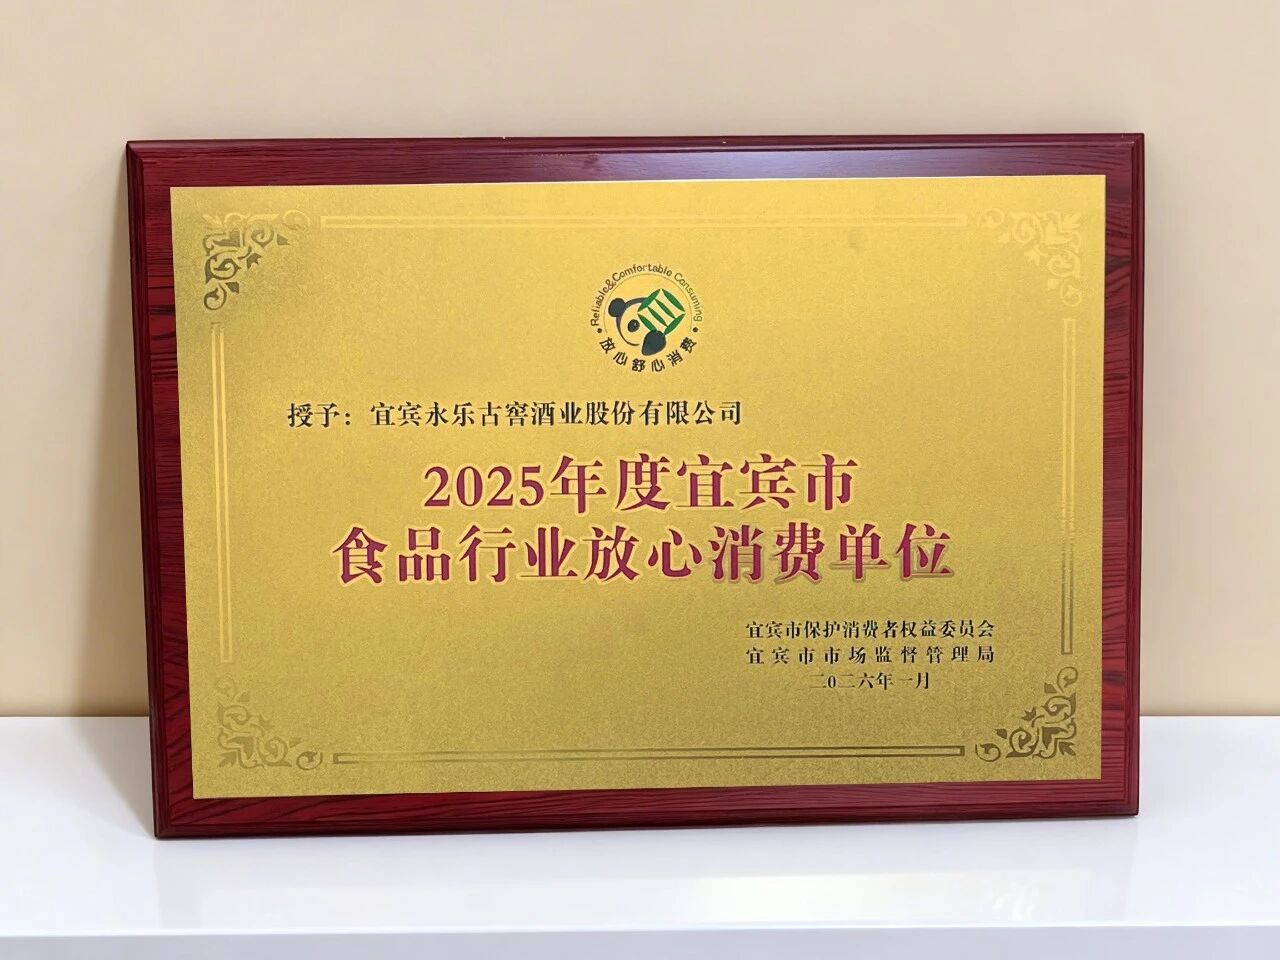 Reliable&Comfortable Consuming
放心舒心消费
授予：宜宾永乐古窖酒业股份有限公司
2025年度宜宾市
食品行业放心消费单位
宜宾市保护消费者权益委员会
宜宾市市场监督管理局
二0二六年一月